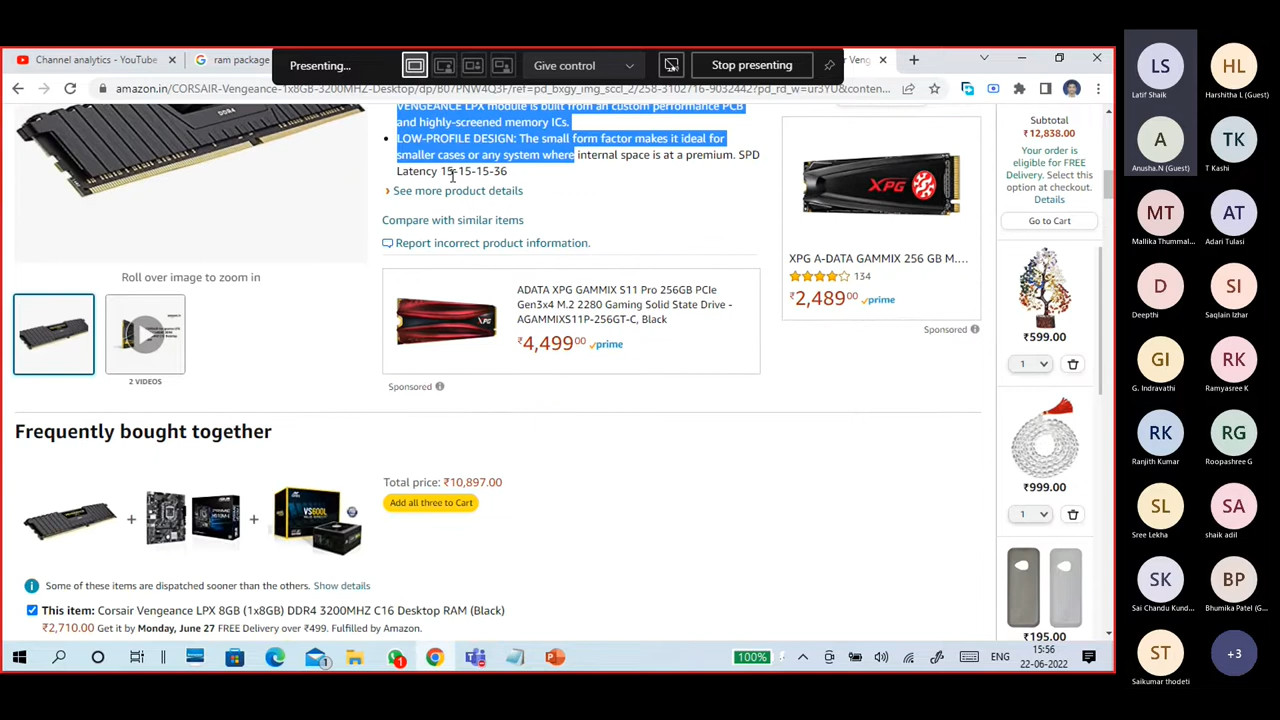 Channel analytics - YouTube
ram package
Presenting...
Give control
Stop presenting
amazon.in/CORSAIR-Vengeance-1x8GB-3200MHZ-Desktop/dp/B07PNW4Q3F/ref=pd_bxgy_img_sccl_2/258-3102716-9032442?pd_rd_w=ur3YU&conten...
DDR4
VENGEANCE LPX module is built from an custom performance PCB
and highly-screened memory ICs.
LOW-PROFILE DESIGN: The small form factor makes it ideal for
smaller cases or any system where internal space is at a premium. SPD
Latency 15-15-15-36
See more product details
Compare with similar items
Report incorrect product information.
Roll over image to zoom in
2 VIDEOS
ADATA XPG GAMMIX S11 Pro 256GB PCIe
Gen3x4 M.2 2280 Gaming Solid State Drive -
AGAMMIXS11P-256GT-C, Black
₹4,499⁰⁰ prime
Sponsored
XPG
XPG A-DATA GAMMIX 256 GB M....
134
₹2,489⁰⁰ prime
Sponsored
Subtotal
₹12,838.00
Your order is
eligible for FREE
Delivery. Select this
option at checkout.
Details
Go to Cart
₹599.00
1
₹999.00
1
₹195.00
Frequently bought together
VS600L
Total price: ₹10,897.00
Add all three to Cart
Some of these items are dispatched sooner than the others. Show details
This item: Corsair Vengeance LPX 8GB (1x8GB) DDR4 3200MHZ C16 Desktop RAM (Black)
₹2,710.00 Get it by Monday, June 27 FREE Delivery over ₹499. Fulfilled by Amazon.
100%
ENG
15:56
22-06-2022
LS
Latif Shaik
HL
Harshitha L (Guest)
A
Anusha.N (Guest)
TK
T Kashi
MT
Mallika Thummal...
AT
Adari Tulasi
D
Deepthi
SI
Saqlain Izhar
GI
G. Indravathi
RK
Ramyasree K
RK
Ranjith Kumar
RG
Roopashree G
SL
Sree Lekha
SA
shaik adil
SK
Sai Chandu Kund...
BP
Bhumika Patel (G...
ST
Saikumar thodeti
+3